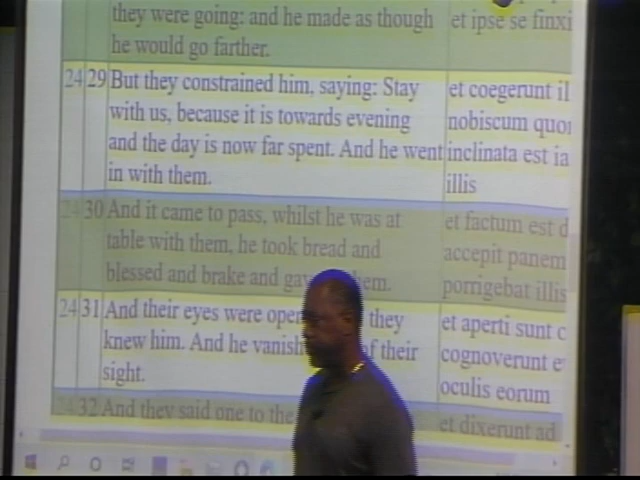 they were going: and he made as though
he would go farther.
et ipse se finxi
24 29 But they constrained him, saying: Stay
with us, because it is towards evening
and the day is now far spent. And he went
in with them.
et coegerunt il
nobiscum quo
inclinata est ia
illis
24 30 And it came to pass, whilst he was at
table with them, he took bread and
blessed and brake and ga em.
et factum est d
accepit panem
porrigebat illis
24 31 And their eyes were ope they
knew him. And he vanish of their
sight.
et aperti sunt c
cognoverunt e
oculis eorum
24 32 And they said one to the
et dixerunt ad